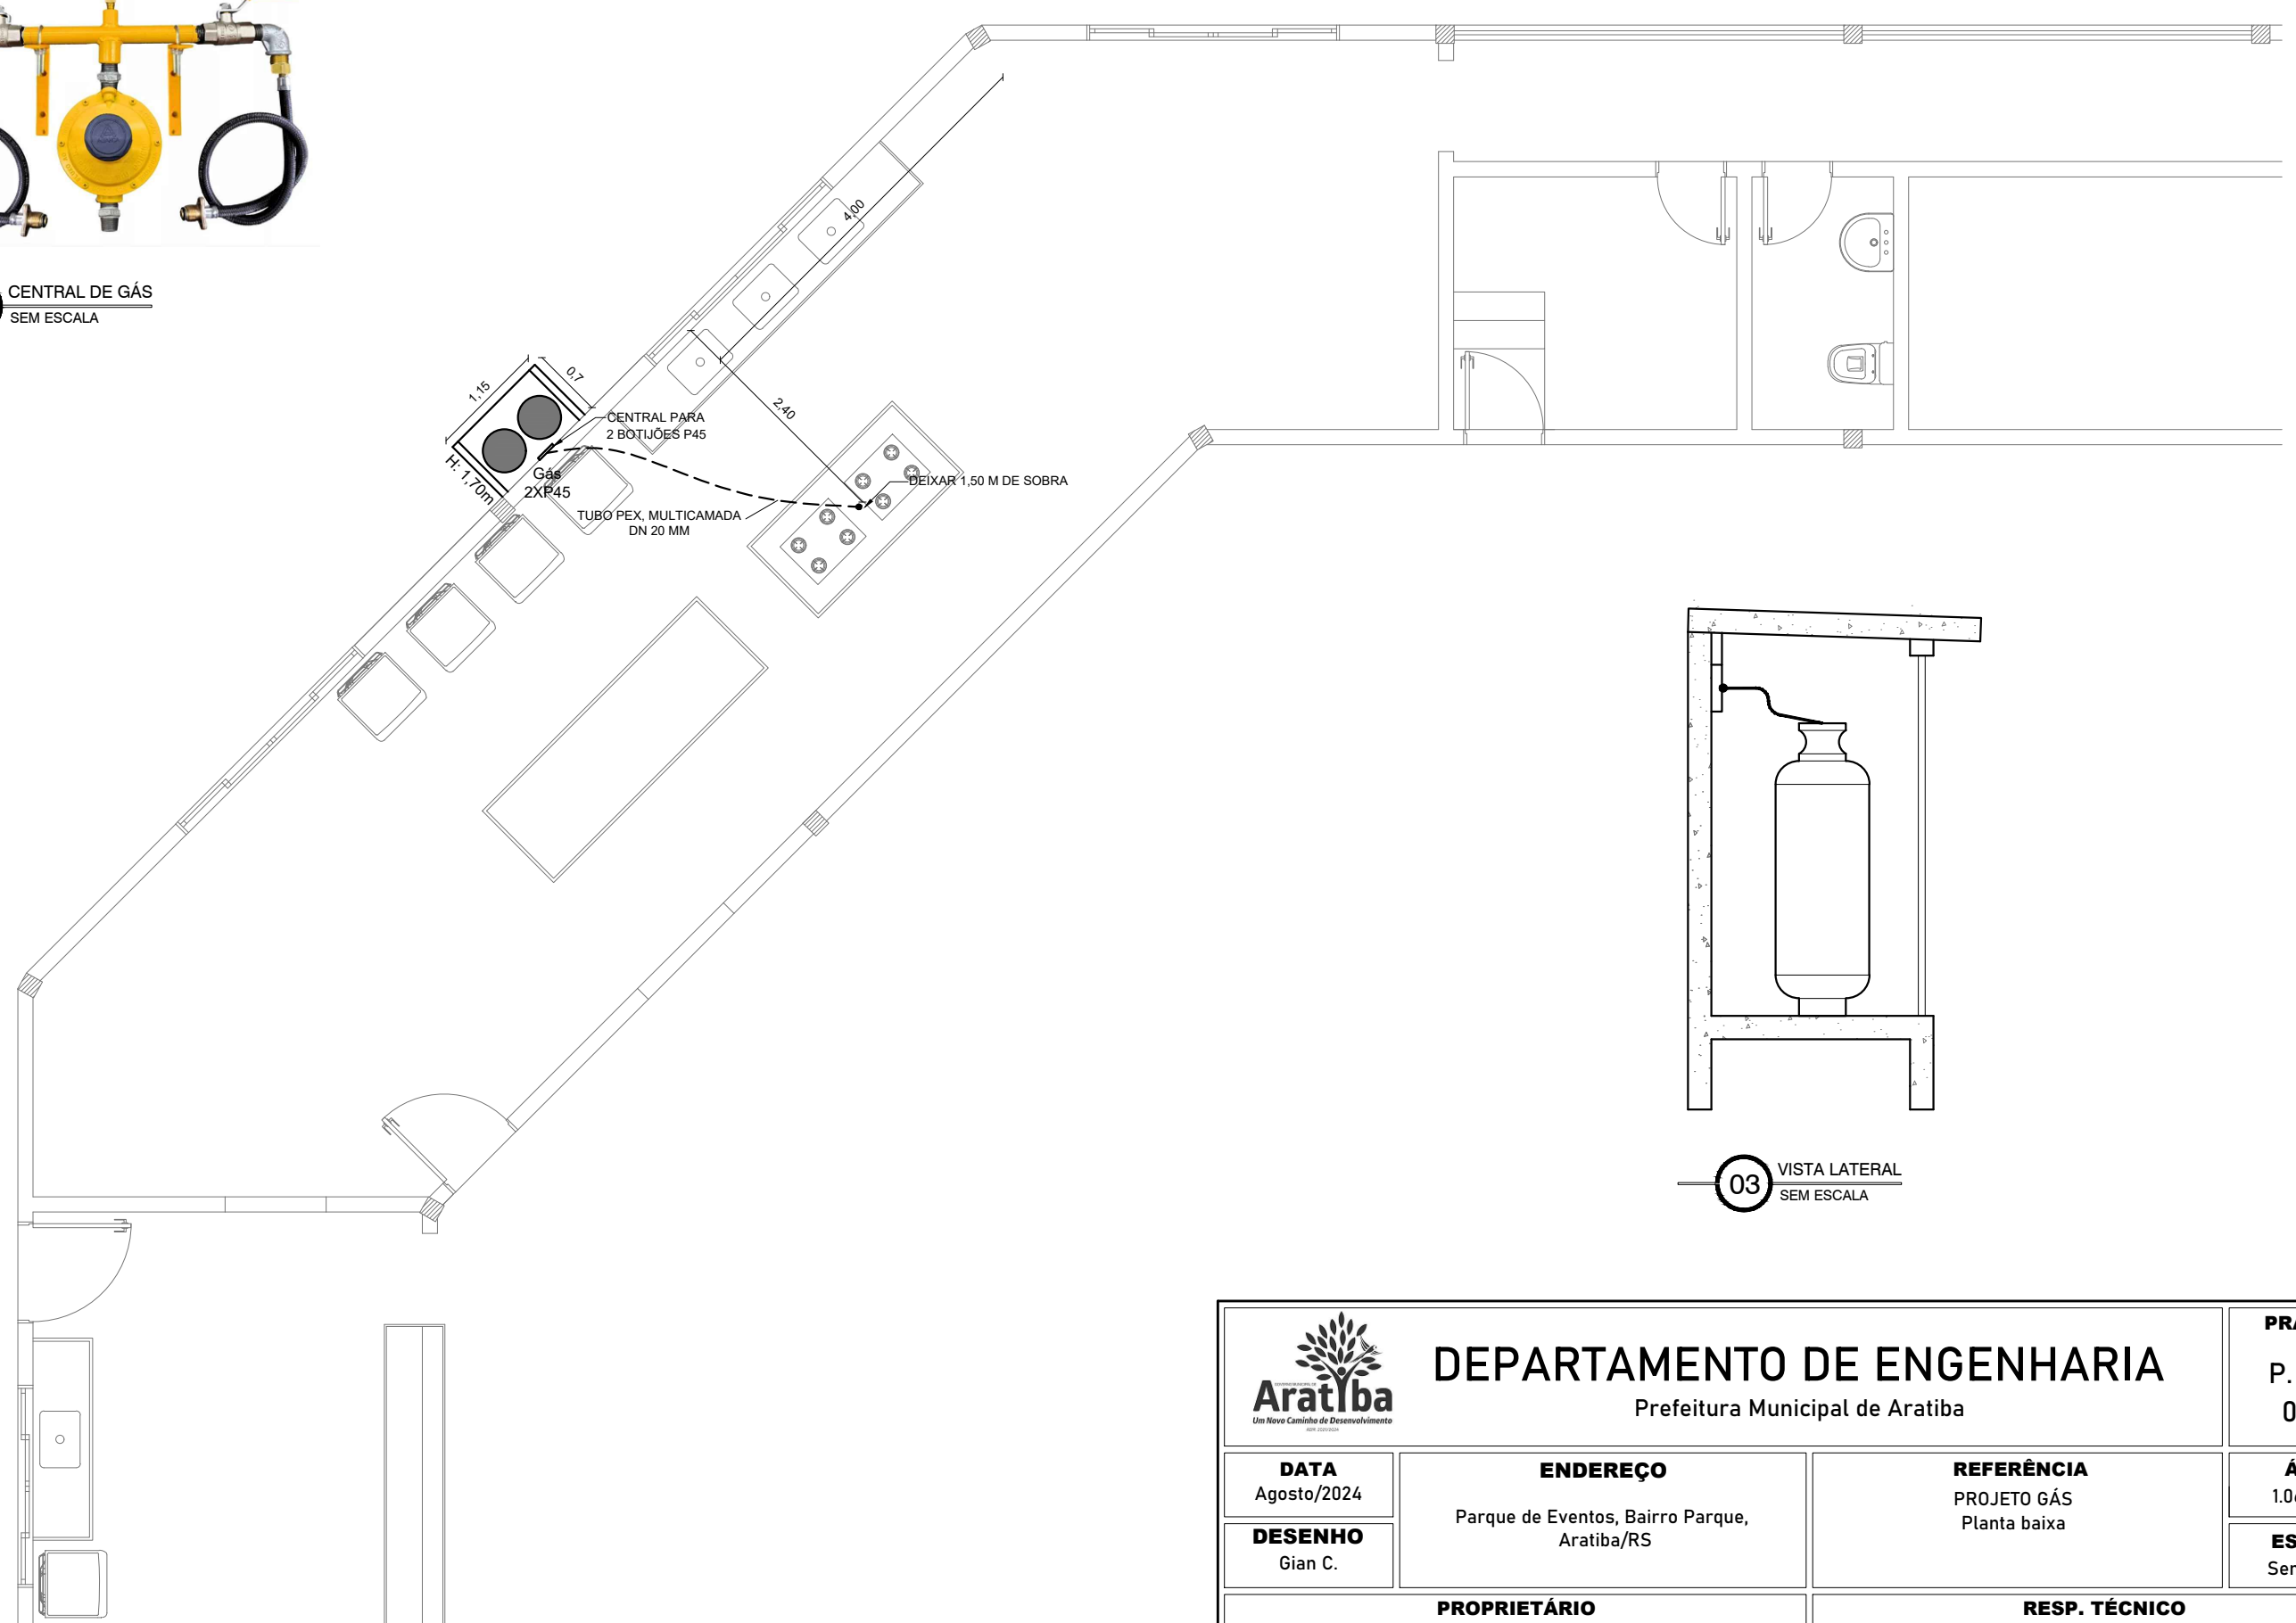 CENTRAL DE GÁS
SEM ESCALA
4,00
1,15
0,7
2,40
CENTRAL PARA
2 BOTIJÕES P45
H: 1,70m
Gás
2XP45
DEIXAR 1,50 M DE SOBRA
TUBO PEX, MULTICAMADA
DN 20 MM
03
VISTA LATERAL
SEM ESCALA
Aratiba
Um Novo Caminho de Desenvolvimento
DEPARTAMENTO DE ENGENHARIA
Prefeitura Municipal de Aratiba
P.
DATA
Agosto/2024
DESENHO
Gian C.
ENDEREÇO
Parque de Eventos, Bairro Parque,
Aratiba/RS
REFERÊNCIA
PROJETO GÁS
Planta baixa
PROPRIETÁRIO
RESP. TÉCNICO